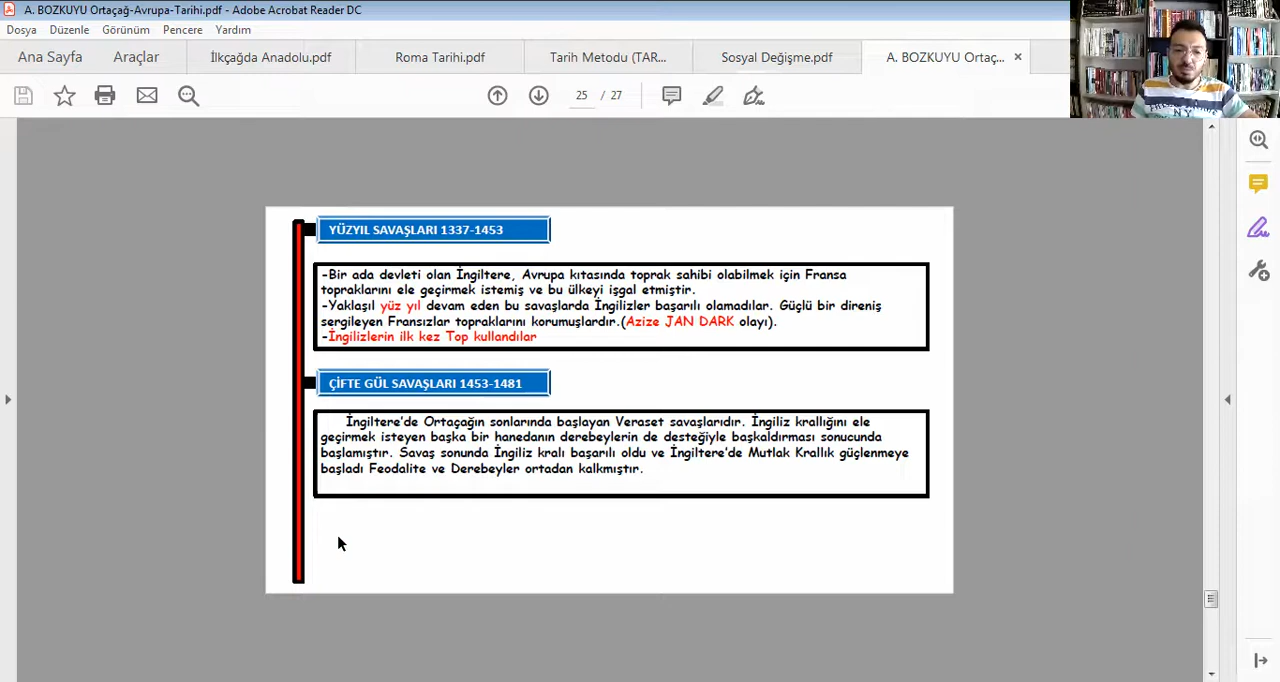 A. BOZKUYU Ortaçağ-Avrupa-Tarihi.pdf - Adobe Acrobat Reader DC
Dosya Düzenle Görünüm Pencere Yardım
Ana Sayfa Araçlar İlkçağda Anadolu.pdf Roma Tarihi.pdf Tarih Metodu (TAR... Sosyal Değişme.pdf A. BOZKUYU Ortaç... ×
25 / 27
YÜZYIL SAVAŞLARI 1337-1453
-Bir ada devleti olan İngiltere, Avrupa kıtasında toprak sahibi olabilmek için Fransa
topraklarını ele geçirmek istemiş ve bu ülkeyi işgal etmiştir.
-Yaklaşıl yüz yıl devam eden bu savaşlarda İngilizler başarılı olamadılar. Güçlü bir direniş
sergileyen Fransızlar topraklarını korumuşlardır.(Azize JAN DARK olayı).
-İngilizlerin ilk kez Top kullandılar
ÇİFTE GÜL SAVAŞLARI 1453-1481
İngiltere'de Ortaçağın sonlarında başlayan Veraset savaşlarıdır. İngiliz krallığını ele
geçirmek isteyen başka bir hanedanın derebeylerin de desteğiyle başkaldırması sonucunda
başlamıştır. Savaş sonunda İngiliz kralı başarılı oldu ve İngiltere'de Mutlak Krallık güçlenmeye
başladı Feodalite ve Derebeyler ortadan kalkmıştır.